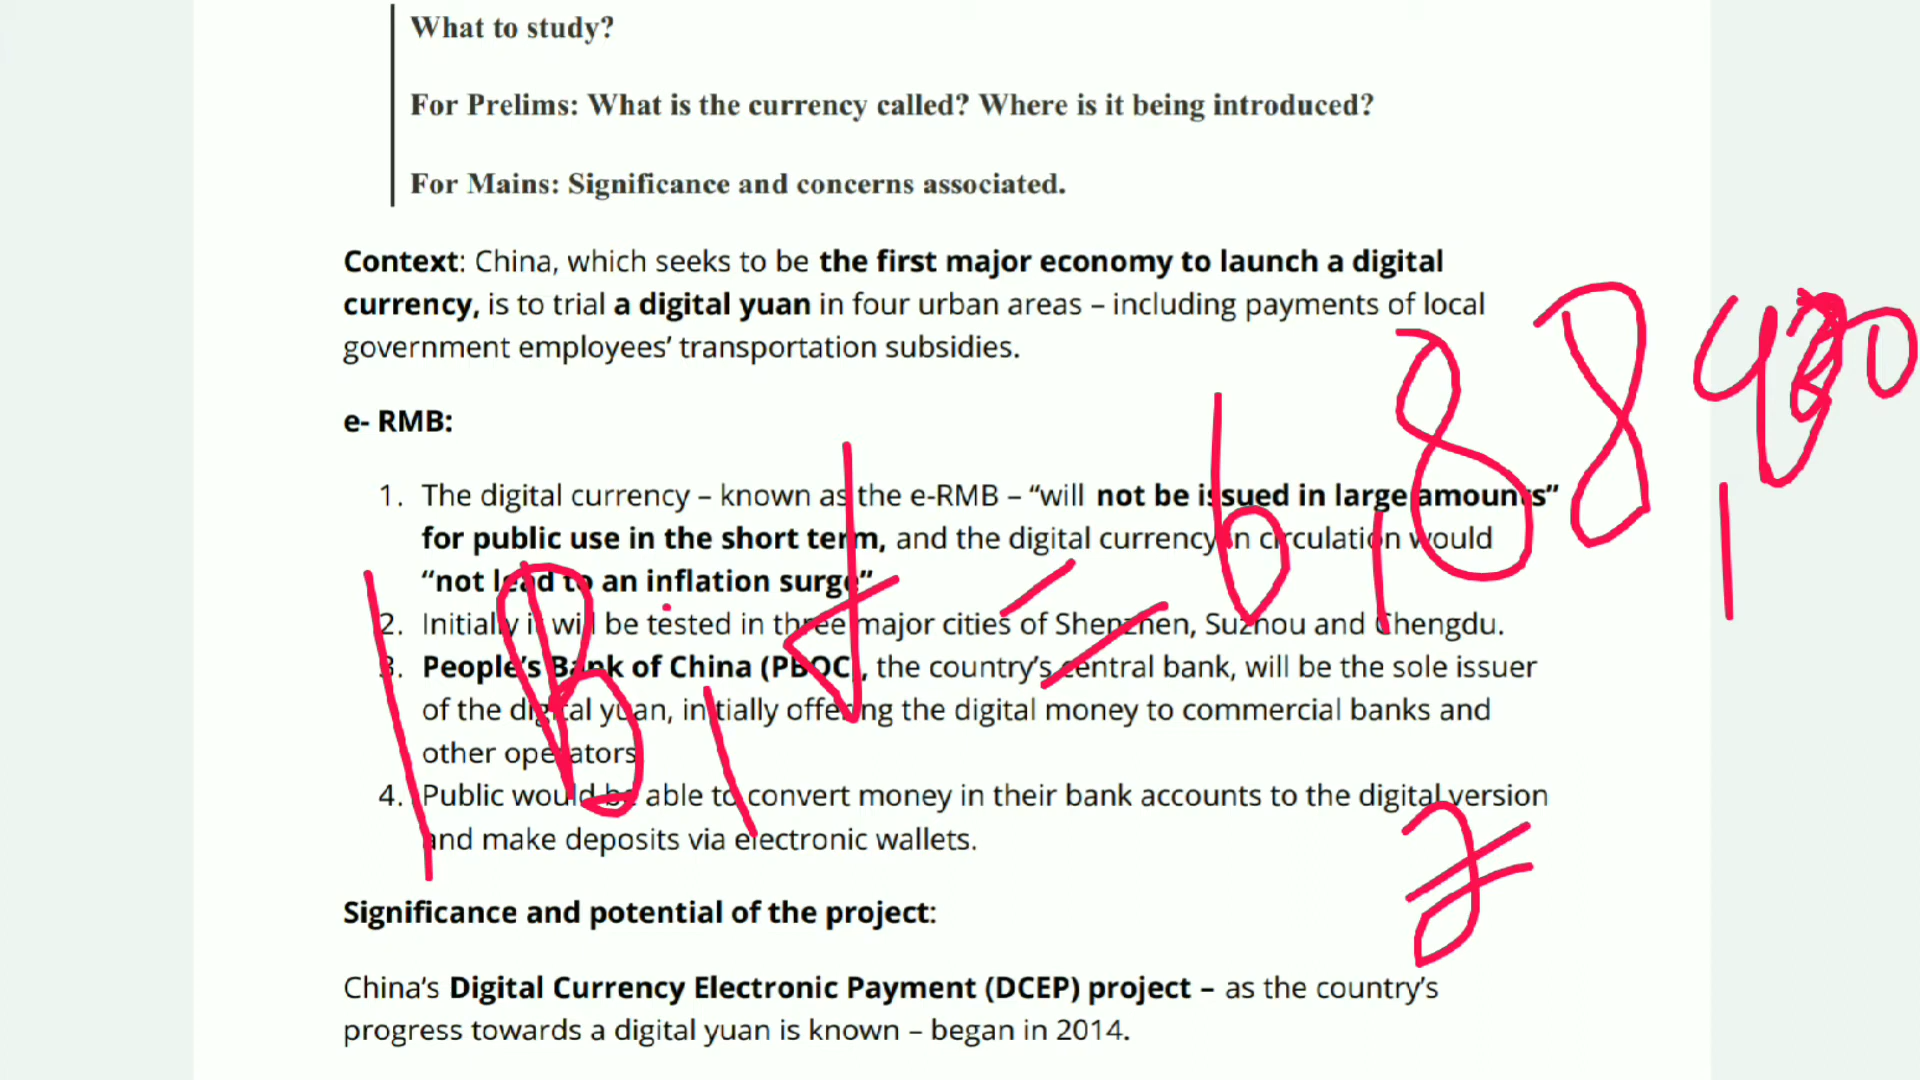 What to study?
For Prelims: What is the currency called? Where is it being introduced?
For Mains: Significance and concerns associated.
Context: China, which seeks to be the first major economy to launch a digital
currency, is to trial a digital yuan in four urban areas – including payments of local
government employees’ transportation subsidies.
e- RMB:
1. The digital currency – known as the e-RMB – “will not be issued in large amounts”
for public use in the short term, and the digital currency in circulation would
“not lead to an inflation surge”
2. Initially it will be tested in three major cities of Shenzhen, Suzhou and Chengdu.
3. People’s Bank of China (PBOC), the country’s central bank, will be the sole issuer
of the digital yuan, initially offering the digital money to commercial banks and
other operators
4. Public would be able to convert money in their bank accounts to the digital version
and make deposits via electronic wallets.
Significance and potential of the project:
China’s Digital Currency Electronic Payment (DCEP) project – as the country’s
progress towards a digital yuan is known – began in 2014.